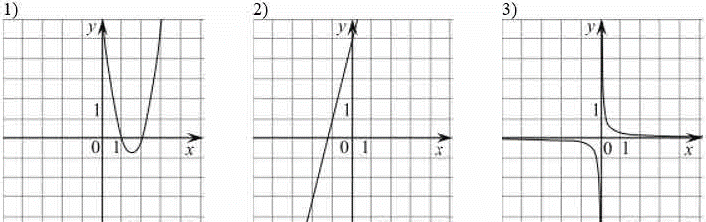 1) 2) 3)
y y y
1 1 1
0 1 x 0 1 x 0 1 x